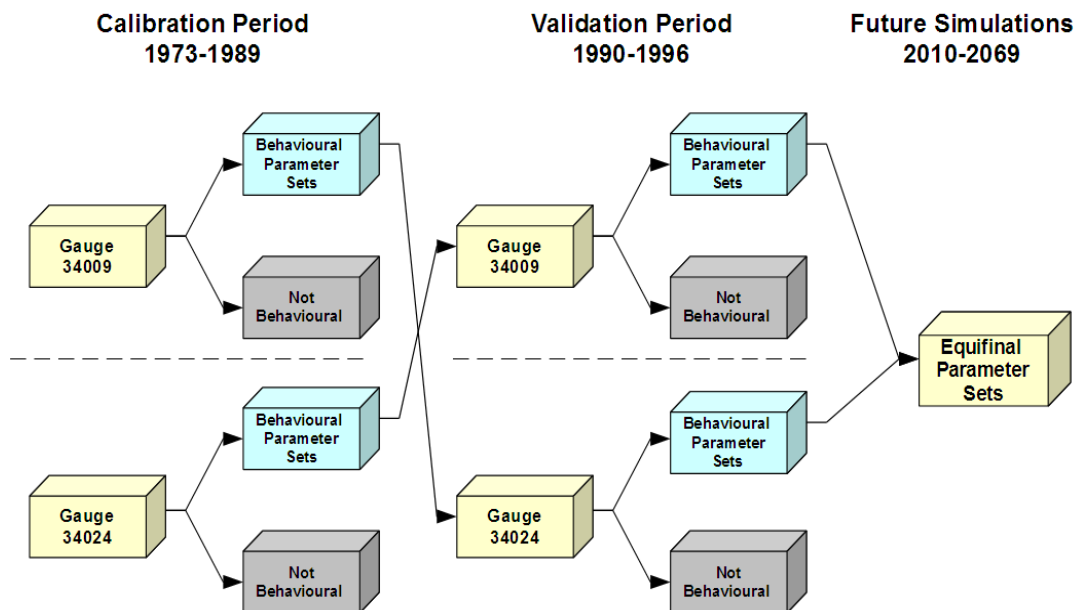 Calibration Period
1973-1989
Validation Period
1990-1996
Future Simulations
2010-2069
Behavioural
Parameter
Sets
Gauge
34009
Not
Behavioural
Behavioural
Parameter
Sets
Gauge
34024
Not
Behavioural
Behavioural
Parameter
Sets
Gauge
34009
Not
Behavioural
Behavioural
Parameter
Sets
Gauge
34024
Not
Behavioural
Equifinal
Parameter
Sets